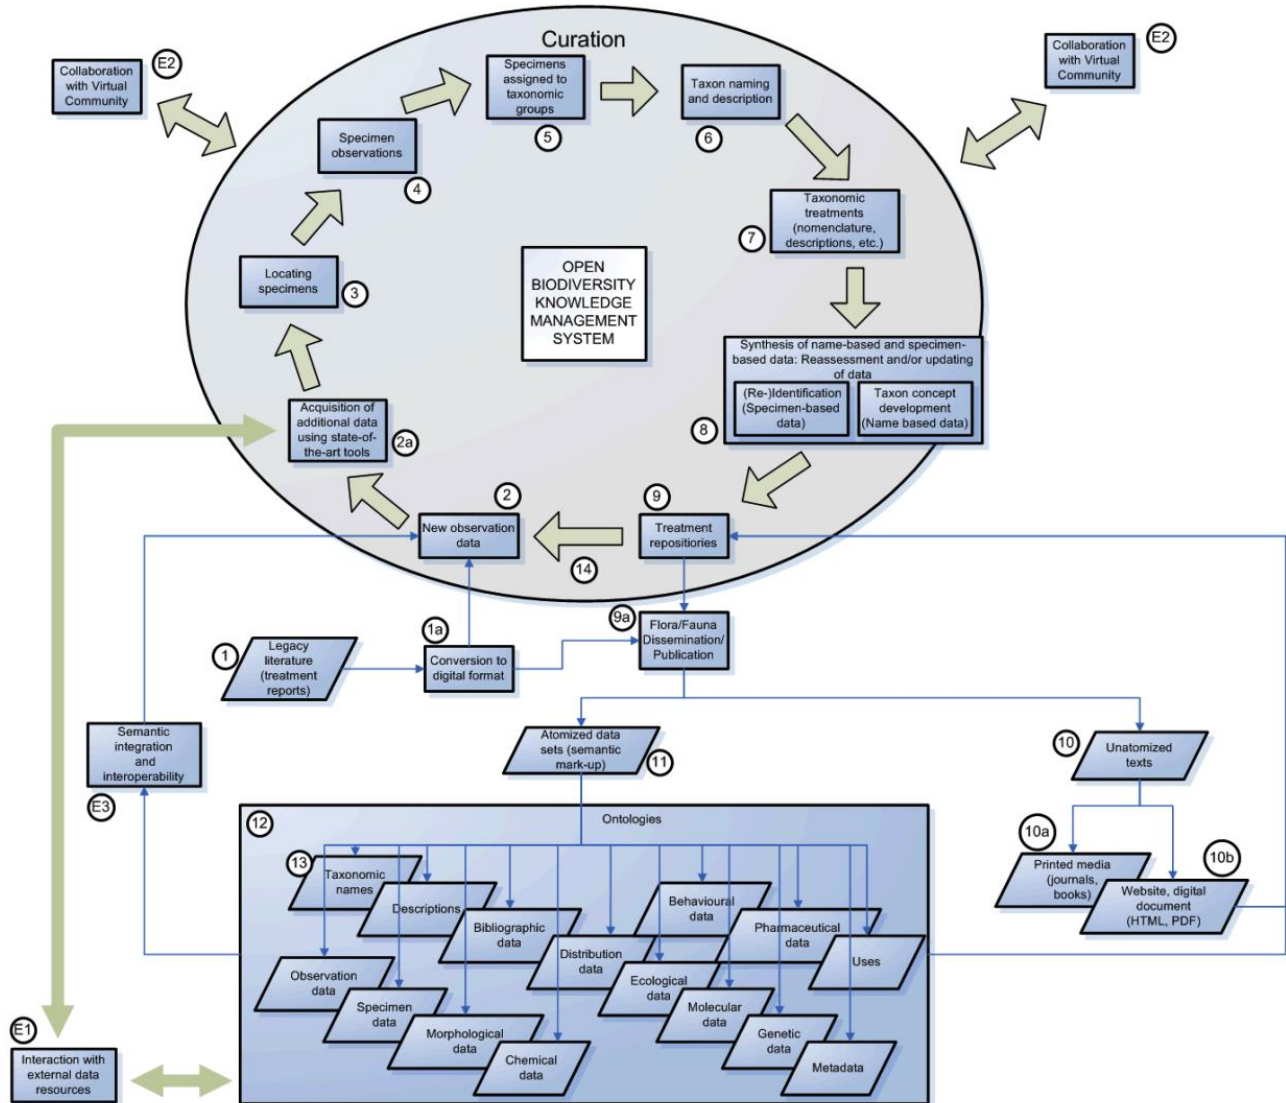 Curation
E2
Collaboration
with Virtual
Community
E2
Collaboration
with Virtual
Community
Specimens
assigned to
taxonomic
groups
5
Taxon naming
and description
6
Specimen
observations
4
Taxonomic
treatments
(nomenclature,
descriptions, etc.)
7
Locating
specimens
3
OPEN
BIODIVERSITY
KNOWLEDGE
MANAGEMENT
SYSTEM
Synthesis of name-based and specimen-
based data: Reassessment and/or updating
of data
(Re-)Identification
(Specimen-based
data)
Taxon concept
development
(Name based data)
8
Acquisition of
additional data
using state-of-
the-art tools
2a
2
New observation
data
9
Treatment
repositiories
14
1
Legacy
literature
(treatment
reports)
1a
Conversion to
digital format
9a
Flora/Fauna
Dissemination/
Publication
Semantic
integration
and
interoperability
E3
Atomized data
sets (semantic
mark-up)
11
10
Unatomized
texts
10a
Printed media
(journals,
books)
10b
Website, digital
document
(HTML, PDF)
12
Ontologies
13
Taxonomic
names
Descriptions
Bibliographic
data
Distribution
data
Behavioural
data
Pharmaceutical
data
Uses
Observation
data
Specimen
data
Morphological
data
Chemical
data
Ecological
data
Molecular
data
Genetic
data
Metadata
E1
Interaction with
external data
resources